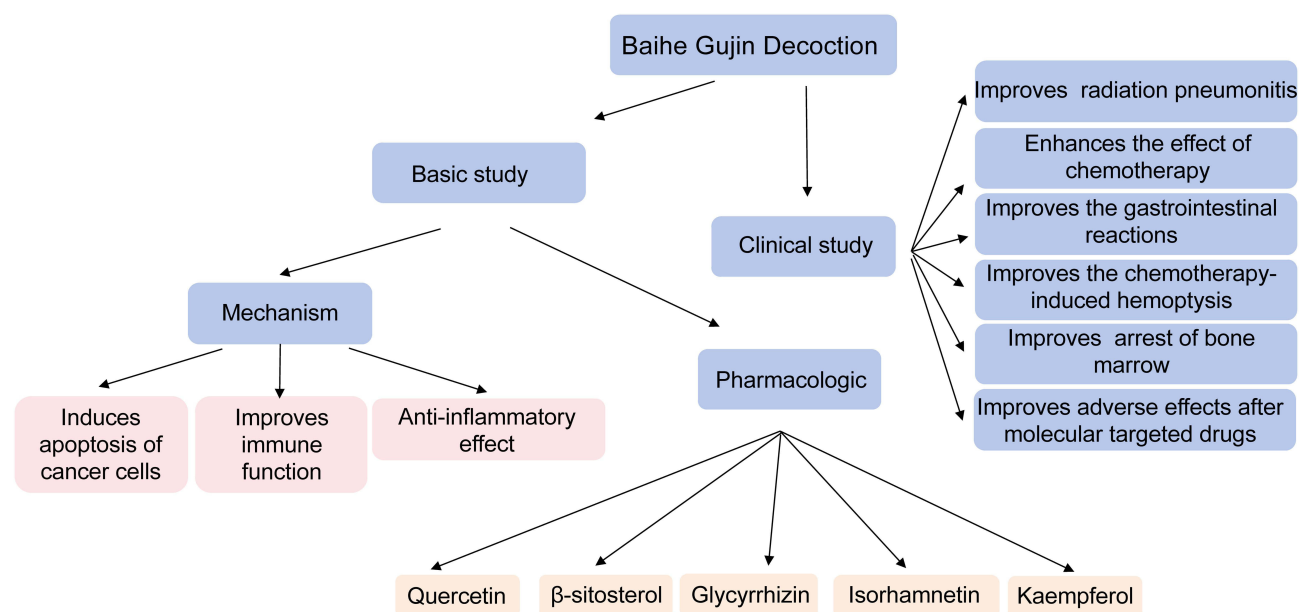 Baihe Gujin Decoction
Basic study
Clinical study
Improves radiation pneumonitis
Enhances the effect of
chemotherapy
Improves the gastrointestinal
reactions
Improves the chemotherapy-
induced hemoptysis
Improves arrest of bone
marrow
Improves adverse effects after
molecular targeted drugs
Mechanism
Pharmacologic
Induces
apoptosis of
cancer cells
Improves
immune
function
Anti-inflammatory
effect
Quercetin
β-sitosterol
Glycyrrhizin
Isorhamnetin
Kaempferol